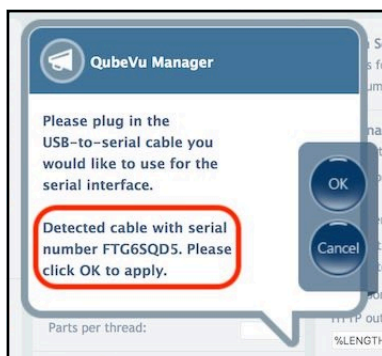 QubeVu Manager
Please plug in the
USB-to-serial cable you
would like to use for the
serial interface.
OK
Detected cable with serial
number FTG6SQD5. Please
click OK to apply.
Cancel
Parts per thread:
%LENGTH